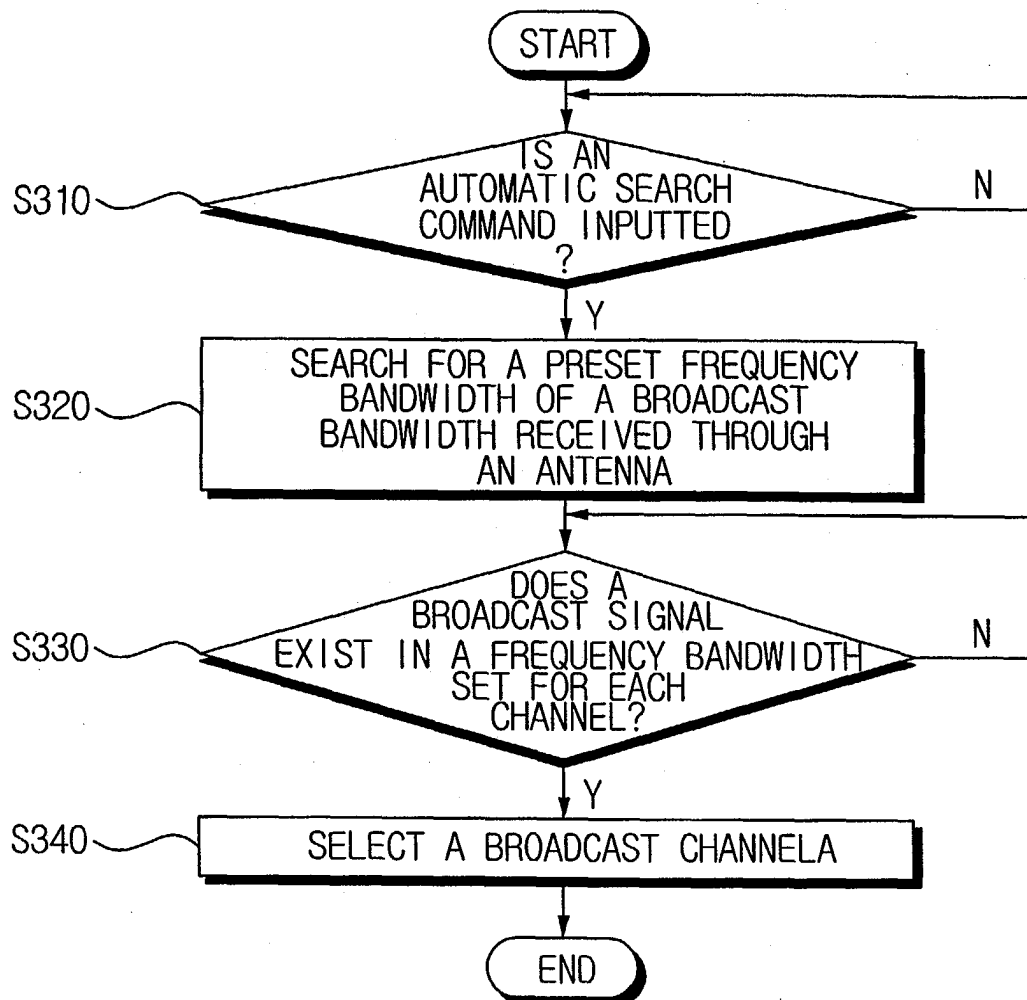 START
IS AN
AUTOMATIC SEARCH
COMMAND INPUTTED
?
S310
N
Y
SEARCH FOR A PRESET FREQUENCY
BANDWIDTH OF A BROADCAST
BANDWIDTH RECEIVED THROUGH
AN ANTENNA
S320
DOES A
BROADCAST SIGNAL
EXIST IN A FREQUENCY BANDWIDTH
SET FOR EACH
CHANNEL?
S330
N
Y
S340
SELECT A BROADCAST CHANNELA
END